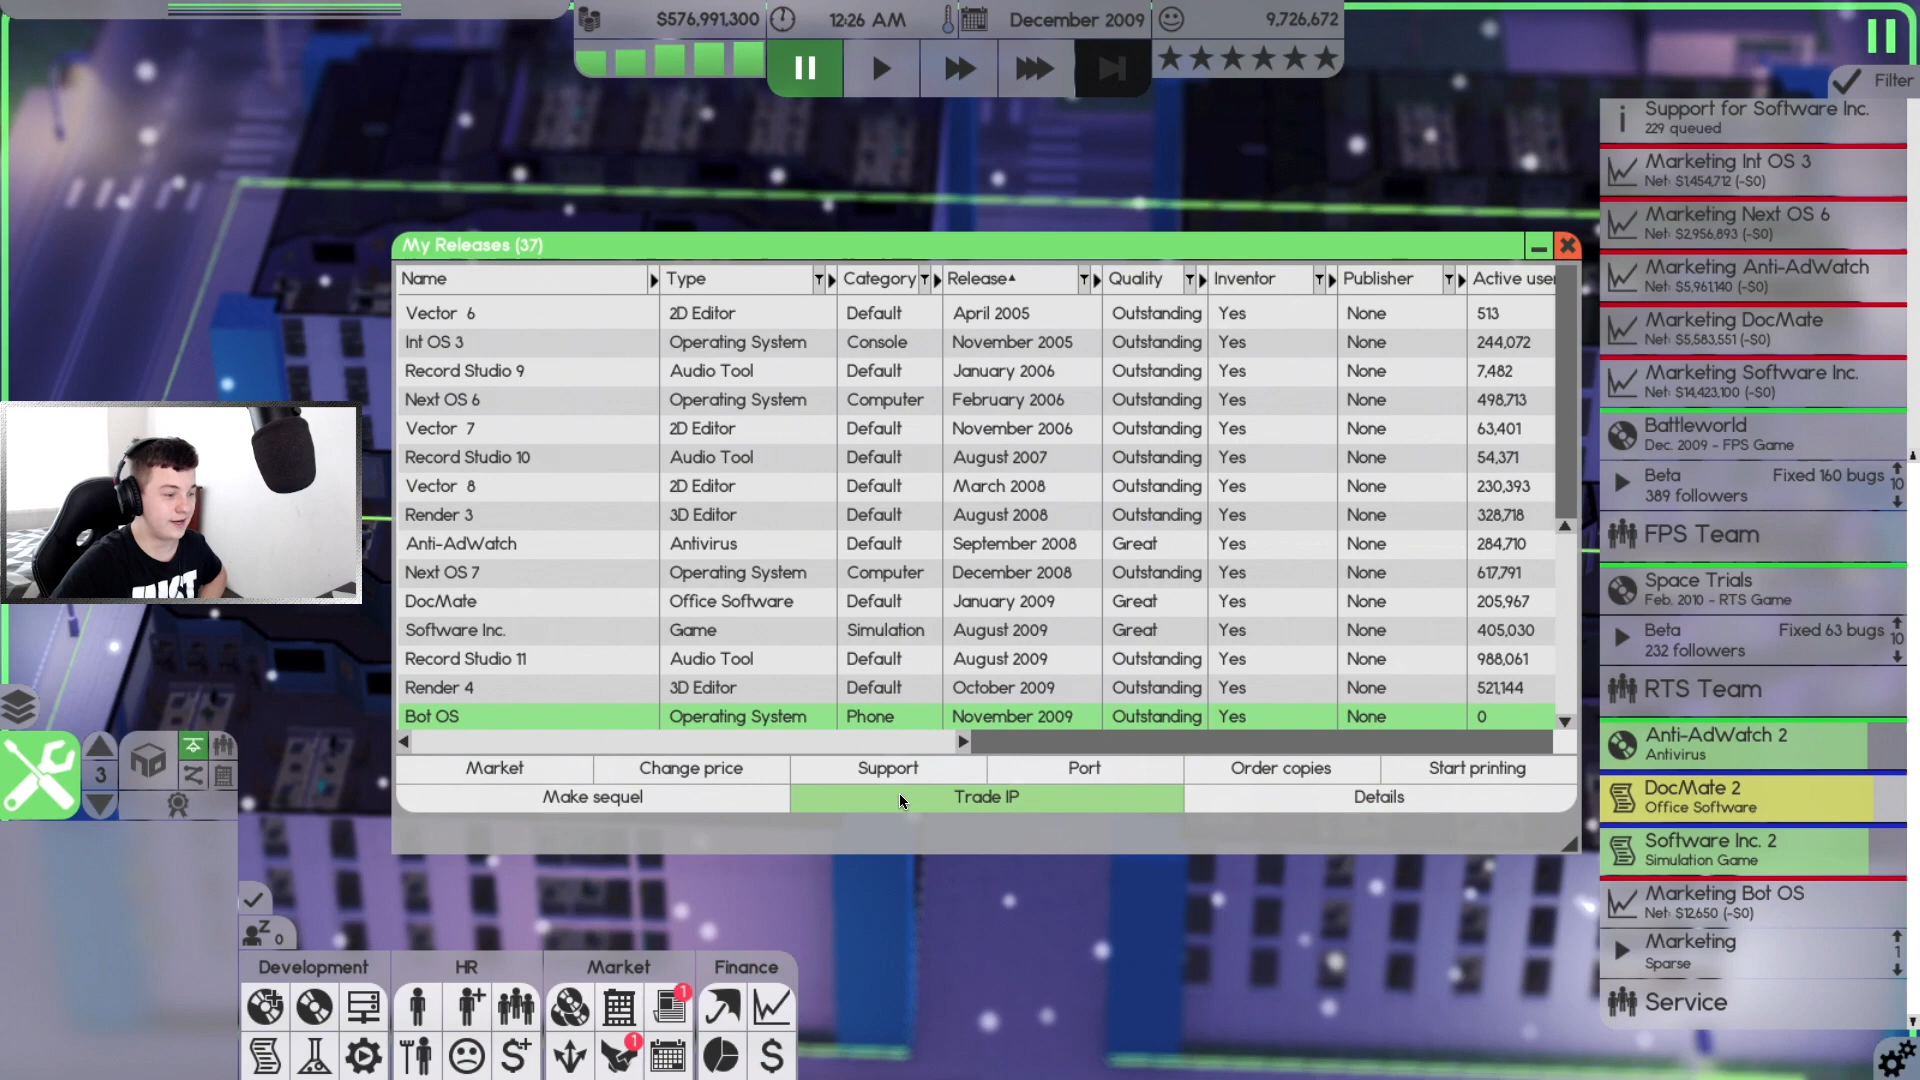 $576,991,300
12:26 AM
December 2009
9,726,672
Filter
My Releases (37)
Name Type Category Release Quality Inventor Publisher Active user
Vector 6 2D Editor Default April 2005 Outstanding Yes None 513
Int OS 3 Operating System Console November 2005 Outstanding Yes None 244,072
Record Studio 9 Audio Tool Default January 2006 Outstanding Yes None 7,482
Next OS 6 Operating System Computer February 2006 Outstanding Yes None 498,713
Vector 7 2D Editor Default November 2006 Outstanding Yes None 63,401
Record Studio 10 Audio Tool Default August 2007 Outstanding Yes None 54,371
Vector 8 2D Editor Default March 2008 Outstanding Yes None 230,393
Render 3 3D Editor Default August 2008 Outstanding Yes None 328,718
Anti-AdWatch Antivirus Default September 2008 Great Yes None 284,710
Next OS 7 Operating System Computer December 2008 Outstanding Yes None 617,791
DocMate Office Software Default January 2009 Great Yes None 205,967
Software Inc. Game Simulation August 2009 Great Yes None 405,030
Record Studio 11 Audio Tool Default August 2009 Outstanding Yes None 988,061
Render 4 3D Editor Default October 2009 Outstanding Yes None 521,144
Bot OS Operating System Phone November 2009 Outstanding Yes None 0
Market Change price Support Port Order copies Start printing
Make sequel Trade IP Details
Support for Software Inc.
229 queued
Marketing Int OS 3
Net: $1,454,712 (-$0)
Marketing Next OS 6
Net: $2,956,893 (-$0)
Marketing Anti-AdWatch
Net: $5,961,140 (-$0)
Marketing DocMate
Net: $5,583,551 (-$0)
Marketing Software Inc.
Net: $14,423,100 (-$0)
Battleworld
Dec. 2009 - FPS Game
Beta Fixed 160 bugs
389 followers
10
FPS Team
Space Trials
Feb. 2010 - RTS Game
Beta Fixed 63 bugs
232 followers
10
RTS Team
Anti-AdWatch 2
Antivirus
DocMate 2
Office Software
Software Inc. 2
Simulation Game
Marketing Bot OS
Net: $12,650 (-$0)
Marketing
Sparse
1
Service
3
0
Development HR Market Finance
1
1